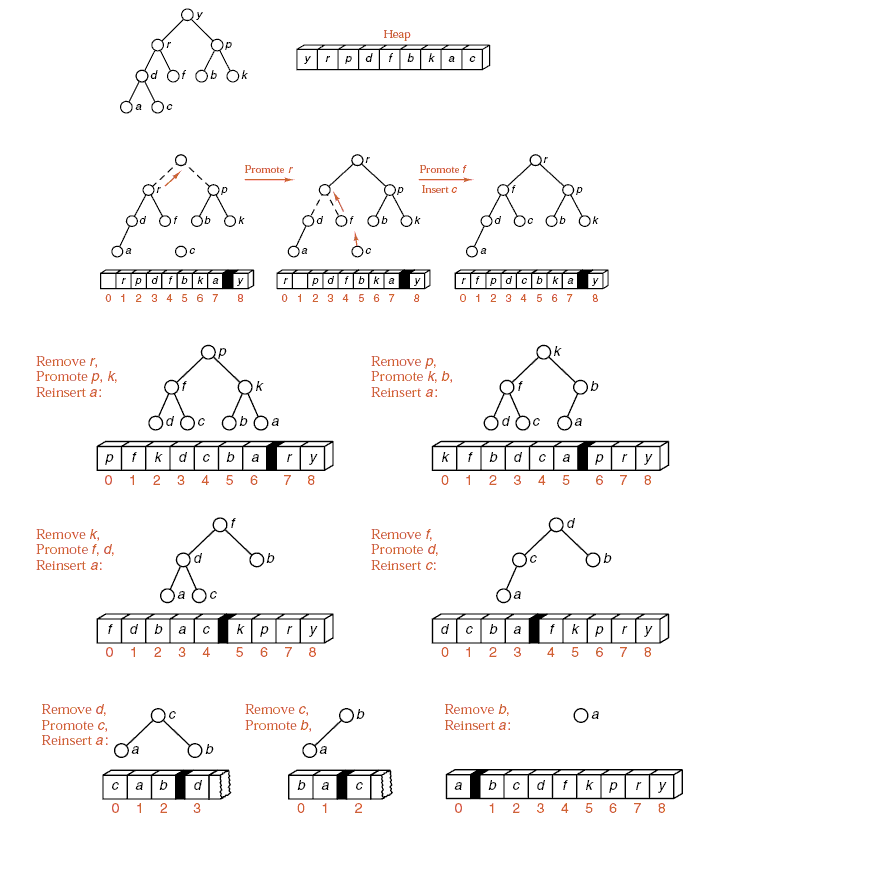 y
Heap
r p
y r p d f b k a c
d f b k
a c
r
Promote r Promote f
r p p Insert c f p
d f b k d f b k d c b k
a c a c a
r p d f b k a y r p d f b k a y r f p d c b k a y
0 1 2 3 4 5 6 7 8 0 1 2 3 4 5 6 7 8 0 1 2 3 4 5 6 7 8
Remove r,
Promote p, k,
Reinsert a:
p
f k
d c b a
p f k d c b a r y
0 1 2 3 4 5 6 7 8
Remove p,
Promote k, b,
Reinsert a:
k
f b
d c a
k f b d c a p r y
0 1 2 3 4 5 6 7 8
Remove k,
Promote f, d,
Reinsert a:
f
d b
a c
f d b a c k p r y
0 1 2 3 4 5 6 7 8
Remove f,
Promote d,
Reinsert c:
d
c b
a
d c b a f k p r y
0 1 2 3 4 5 6 7 8
Remove d,
Promote c,
Reinsert a:
c
a b
c a b d
0 1 2 3
Remove c,
Promote b,
b
a
b a c
0 1 2
Remove b,
Reinsert a:
a
a b c d f k p r y
0 1 2 3 4 5 6 7 8